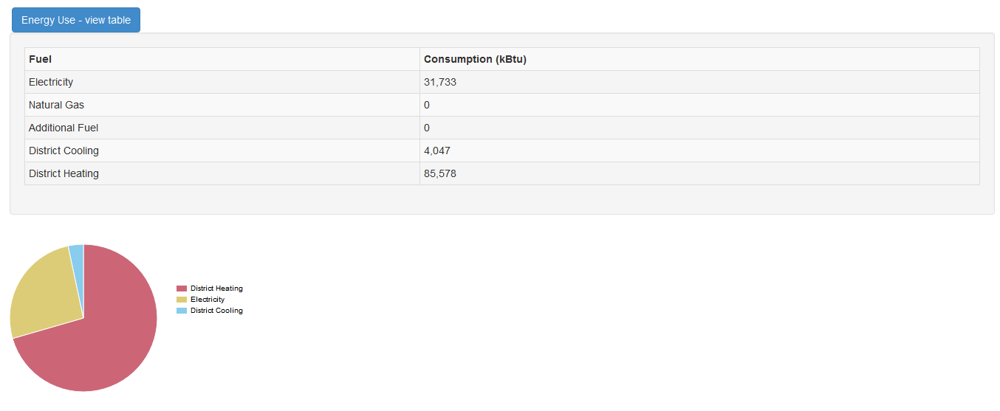 Energy Use - view table
Fuel Consumption (kBtu)
Electricity 31,733
Natural Gas 0
Additional Fuel 0
District Cooling 4,047
District Heating 85,578
District Heating
Electricity
District Cooling